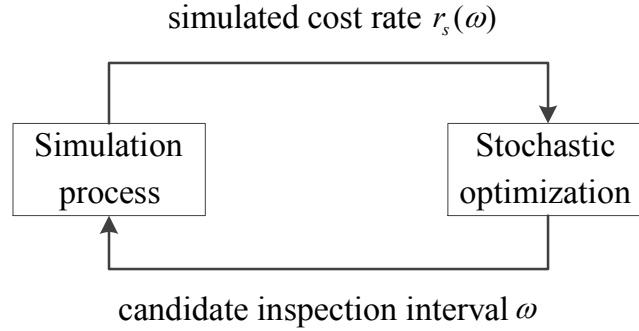 simulated cost rate r_s(ω)
Simulation
process
Stochastic
optimization
candidate inspection interval ω